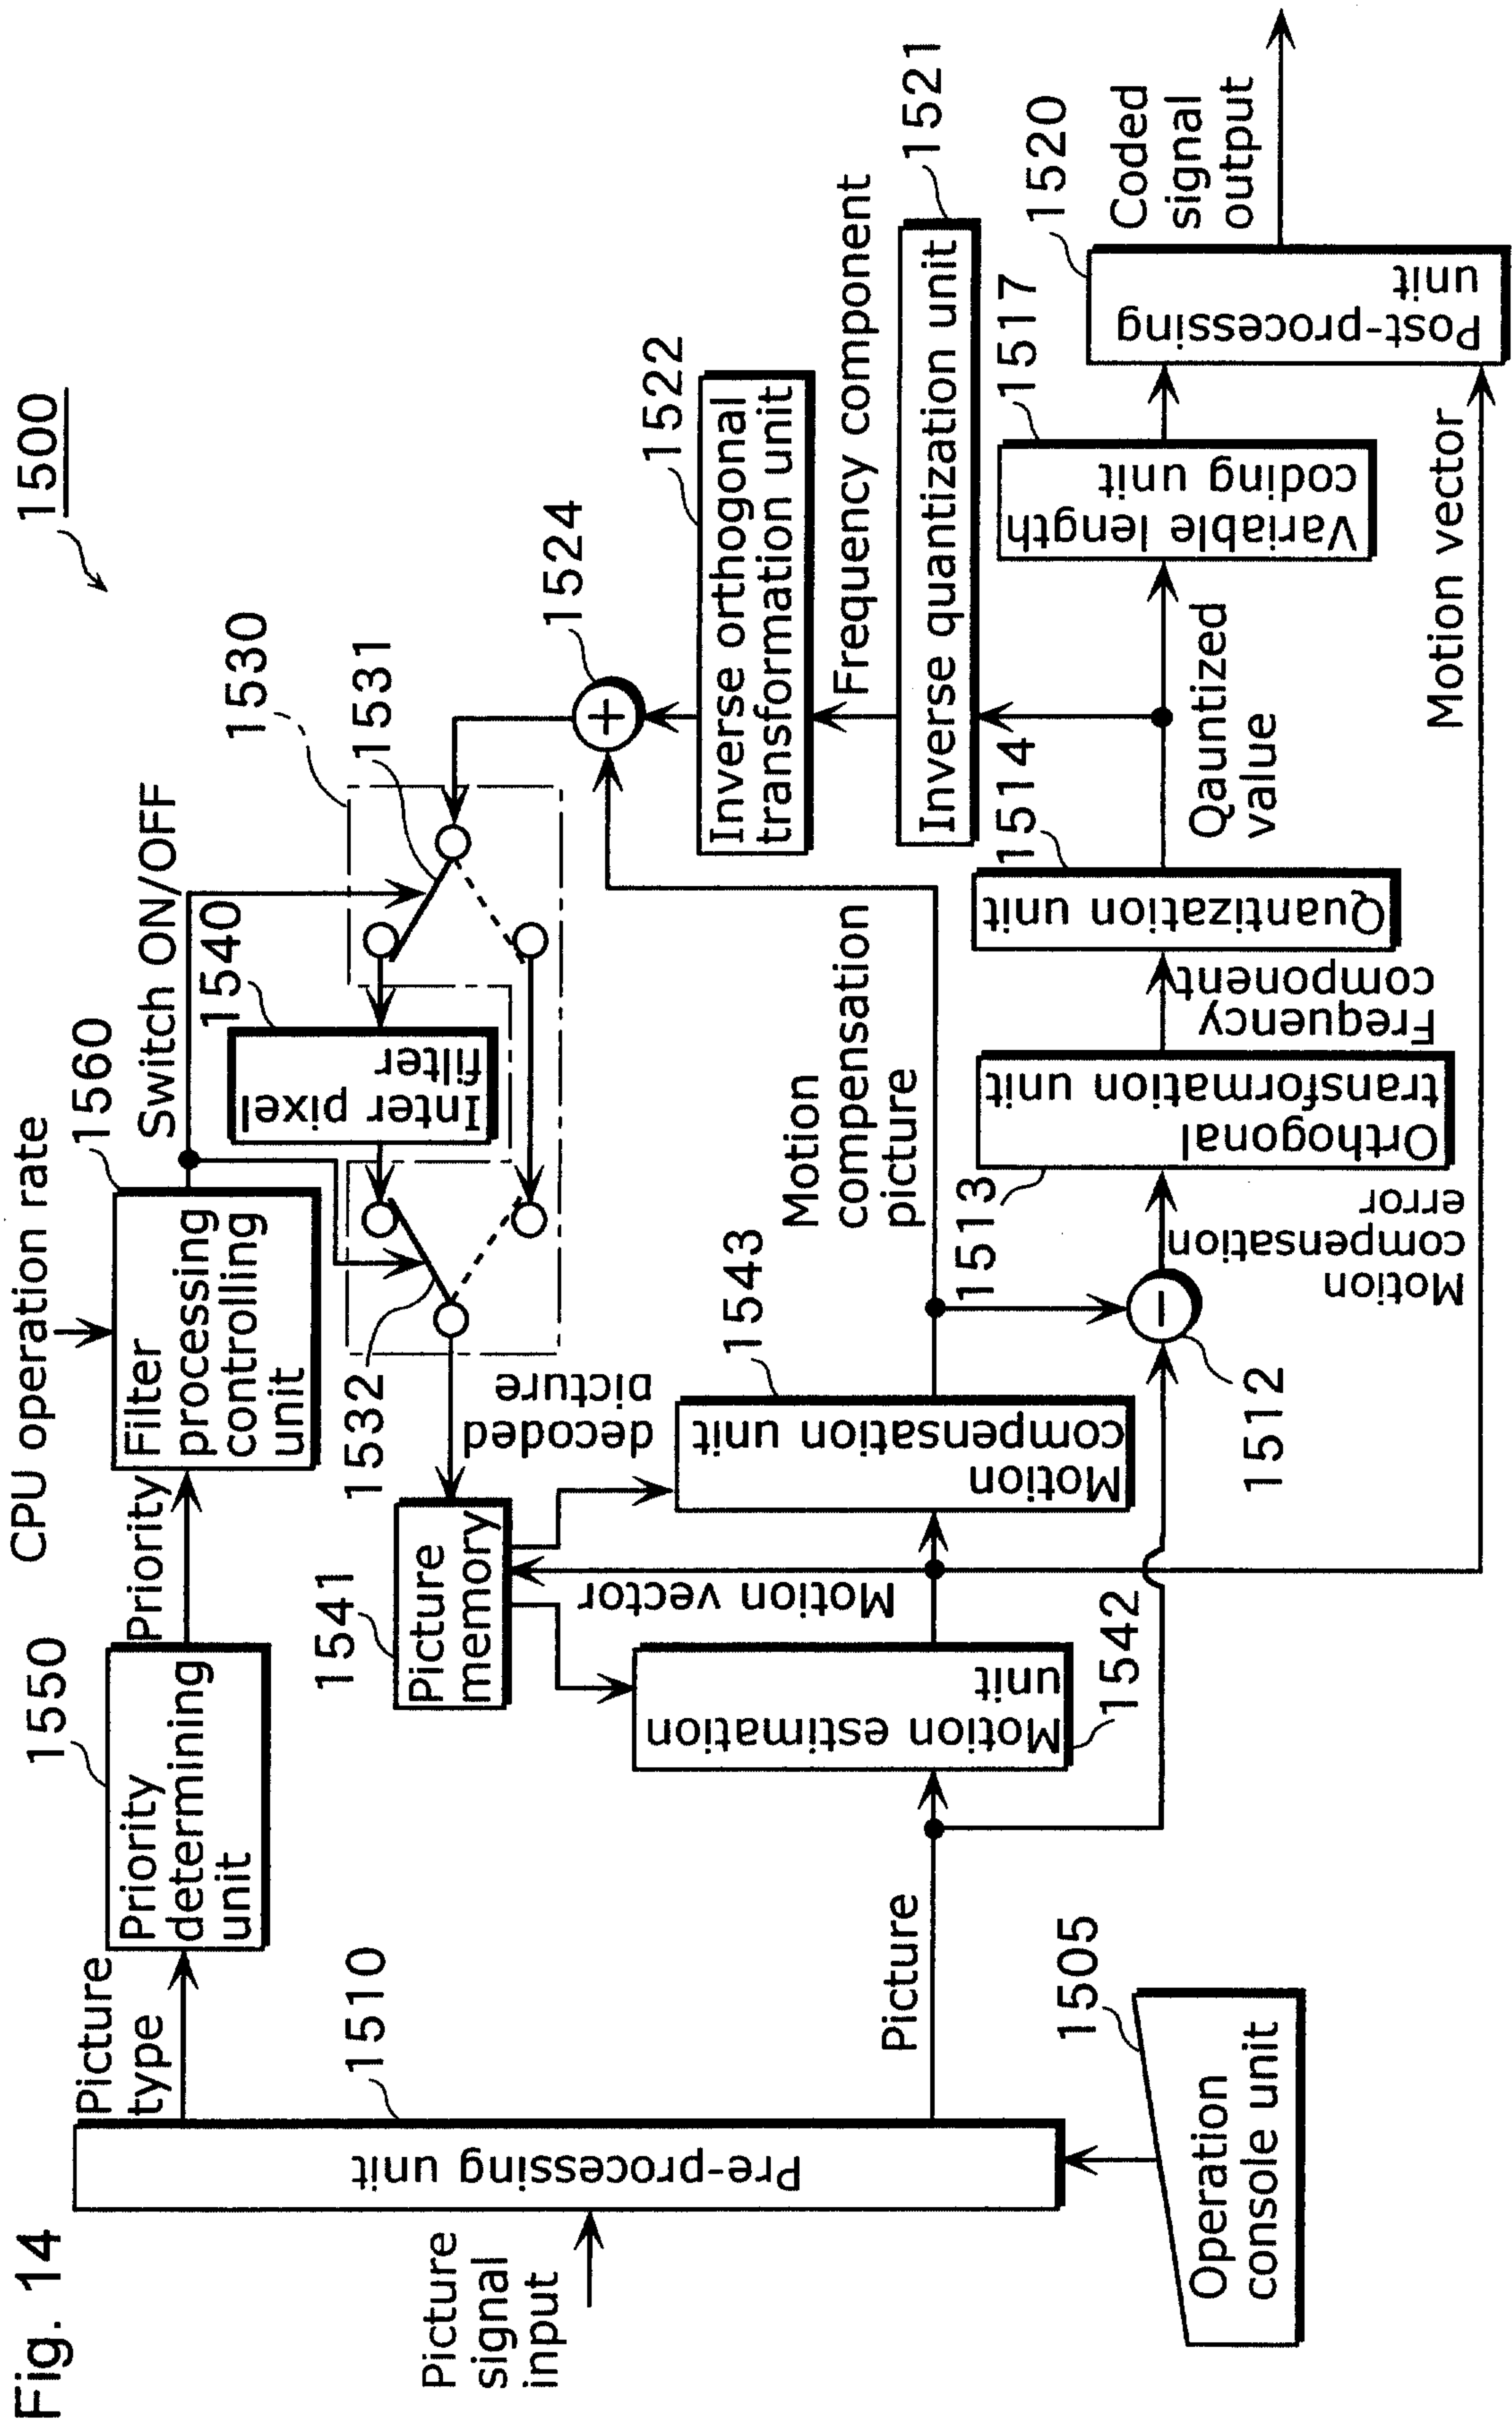 Fig. 14
1500
CPU operation rate
Picture
type
1550
Priority
determining
unit
Priority
1560
Filter
processing
controlling
unit
Switch ON/OFF
1530
1540
Inter pixel
filter
1531
1532
1524
1541
Picture
memory
decoded
picture
1510
Pre-processing unit
Picture
signal
input
Motion vector
1543
Motion
compensation unit
Motion
compensation
picture
1522
Inverse orthogonal
transformation unit
Frequency component
1521
Inverse quantization unit
Motion estimation
unit
1542
Picture
1512
Motion
compensation
error
1513
Orthogonal
transformation unit
Frequency
component
1514
Quantization unit
Qauntized
value
1517
Variable length
coding unit
1520
Post-processing
unit
Coded
signal
output
Motion vector
1505
Operation
console unit